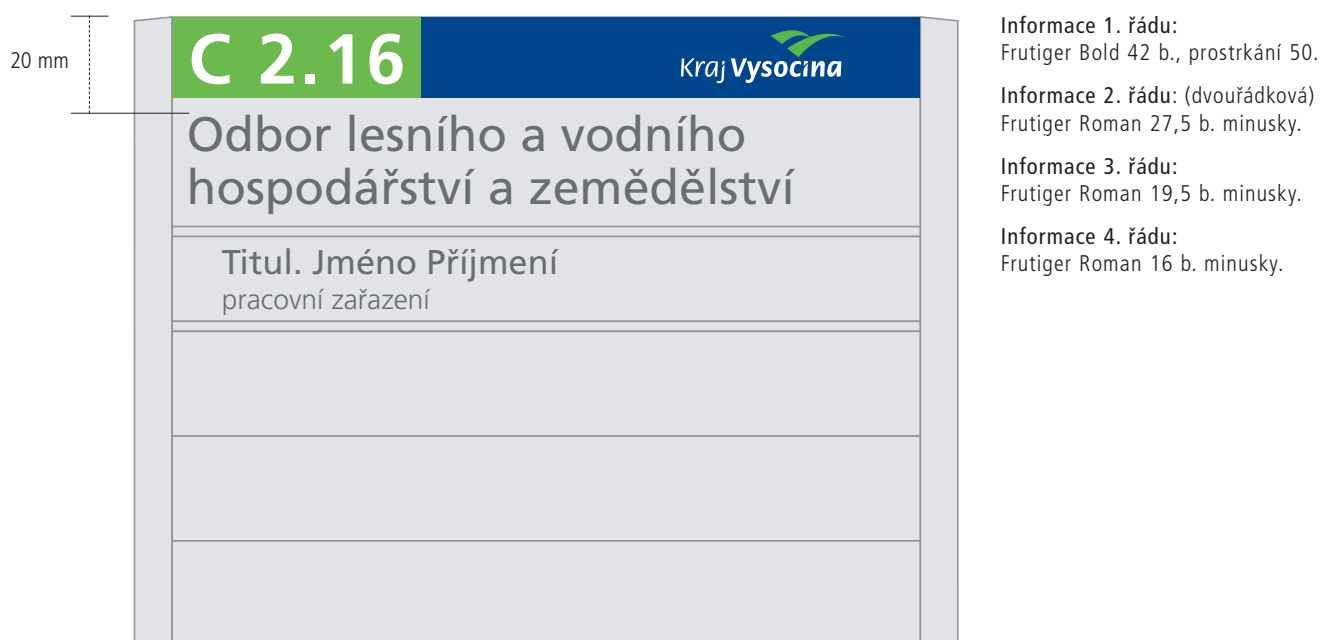 20 mm
C 2.16
Kraj Vysočina
Odbor lesního a vodního
hospodářství a zemědělství
Titul. Jméno Příjmení
pracovní zařazení
Informace 1. řádu:
Frutiger Bold 42 b., prostrkání 50.
Informace 2. řádu: (dvouřádková)
Frutiger Roman 27,5 b. minusky.
Informace 3. řádu:
Frutiger Roman 19,5 b. minusky.
Informace 4. řádu:
Frutiger Roman 16 b. minusky.